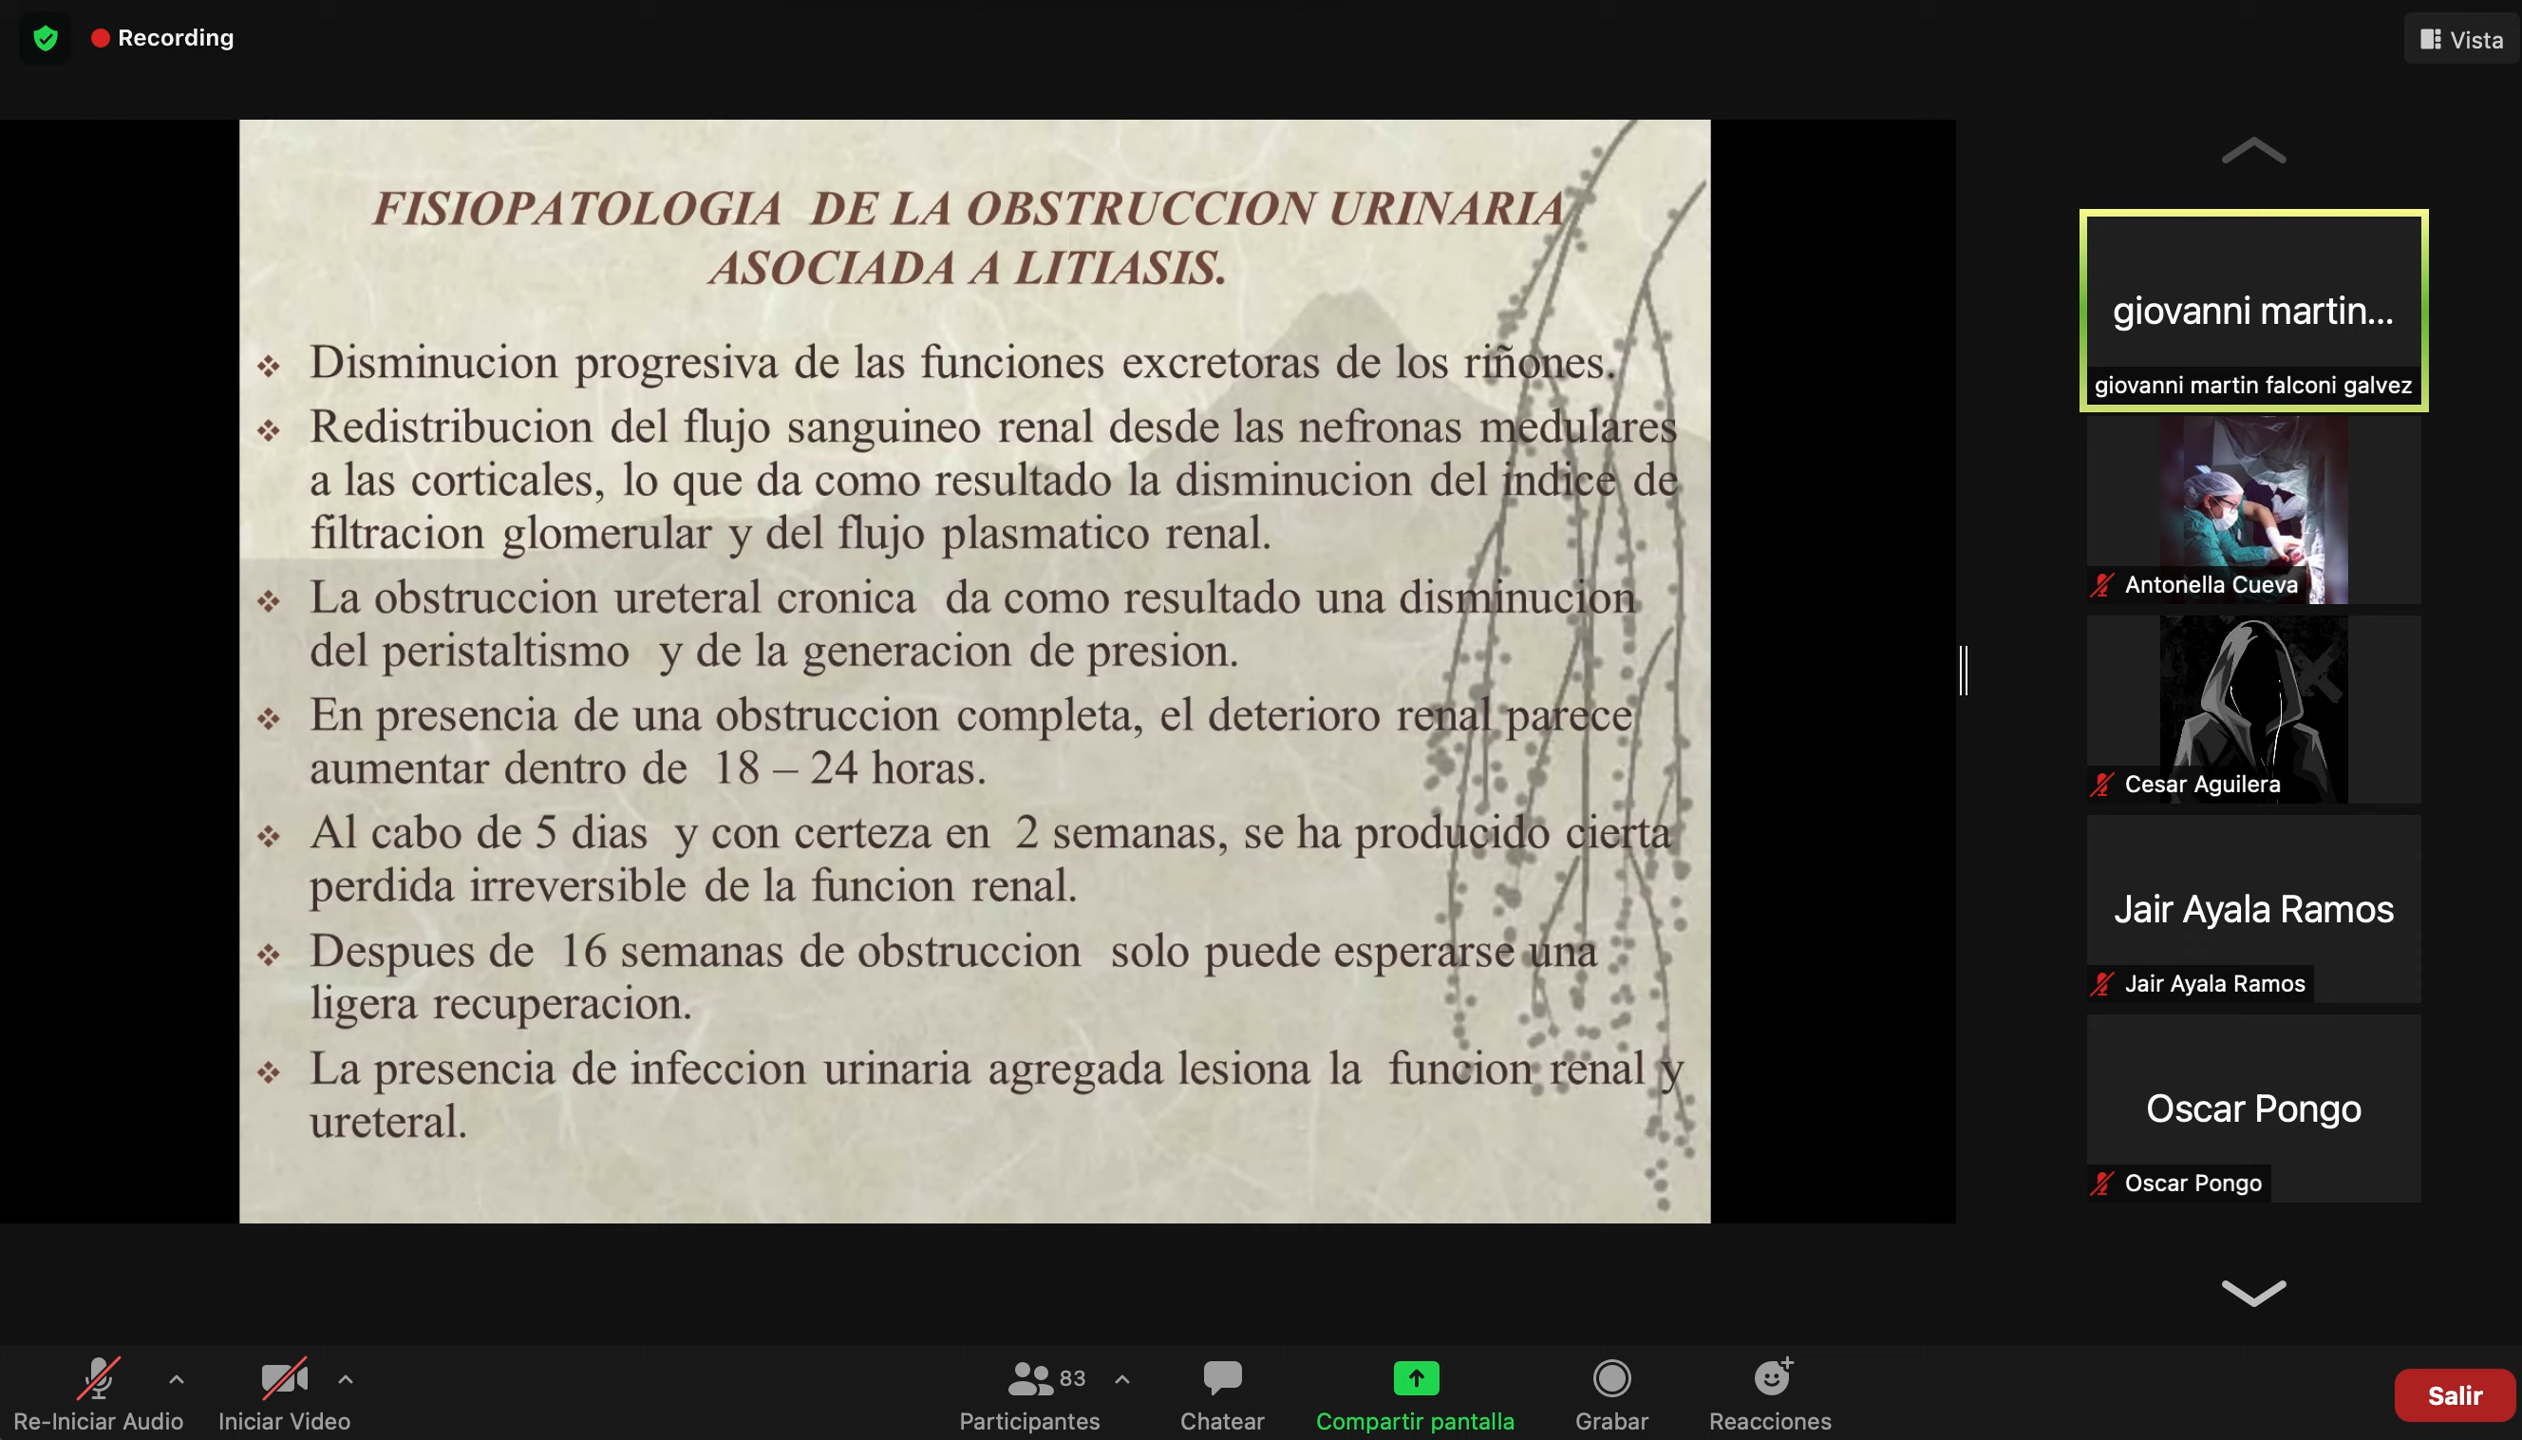 Recording
Vista
FISIOPATOLOGIA DE LA OBSTRUCCION URINARIA
ASOCIADA A LITIASIS.
Disminucion progresiva de las funciones excretoras de los riñones.
Redistribucion del flujo sanguineo renal desde las nefronas medulares
a las corticales, lo que da como resultado la disminucion del indice de
filtracion glomerular y del flujo plasmatico renal.
La obstruccion ureteral cronica da como resultado una disminucion
del peristaltismo y de la generacion de presion.
En presencia de una obstruccion completa, el deterioro renal parece
aumentar dentro de 18 – 24 horas.
Al cabo de 5 dias y con certeza en 2 semanas, se ha producido cierta
perdida irreversible de la funcion renal.
Despues de 16 semanas de obstruccion solo puede esperarse una
ligera recuperacion.
La presencia de infeccion urinaria agregada lesiona la funcion renal y
ureteral.
giovanni martin...
giovanni martin falconi galvez
Antonella Cueva
Cesar Aguilera
Jair Ayala Ramos
Jair Ayala Ramos
Oscar Pongo
Oscar Pongo
Re-Iniciar Audio
Iniciar Video
83
Participantes
Chatear
Compartir pantalla
Grabar
Reacciones
Salir